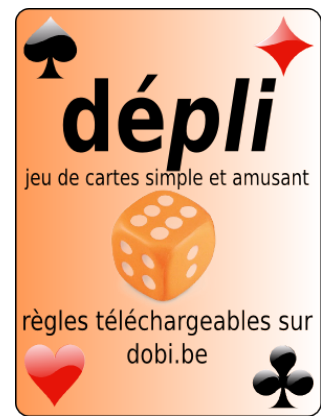 dépli
jeu de cartes simple et amusant
règles téléchargeables sur
dobi.be